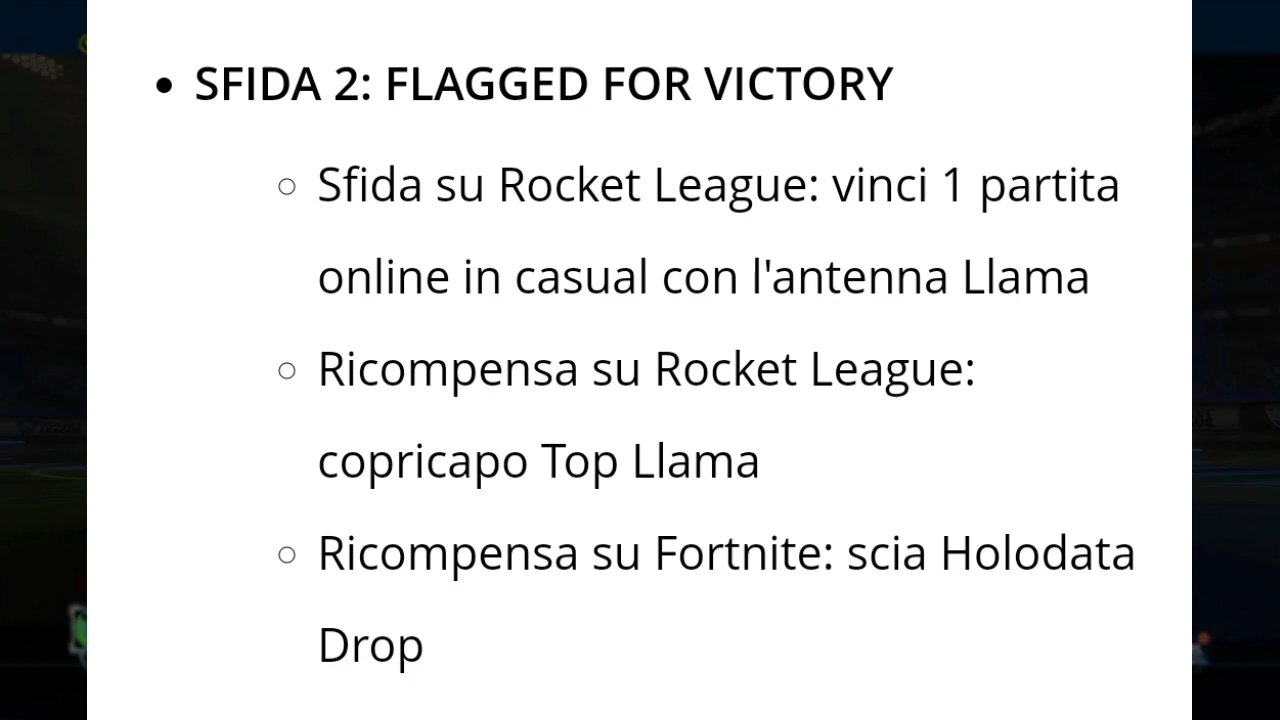 SFIDA 2: FLAGGED FOR VICTORY
Sfida su Rocket League: vinci 1 partita
online in casual con l'antenna Llama
Ricompensa su Rocket League:
copricapo Top Llama
Ricompensa su Fortnite: scia Holodata
Drop